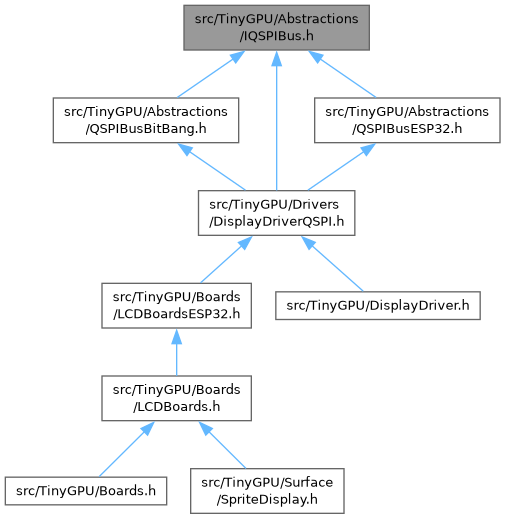 src/TinyGPU/Abstractions
/IQSPIBus.h
src/TinyGPU/Abstractions
/QSPIBusBitBang.h
src/TinyGPU/Abstractions
/QSPIBusESP32.h
src/TinyGPU/Drivers
/DisplayDriverQSPI.h
src/TinyGPU/Boards
/LCDBoardsESP32.h
src/TinyGPU/DisplayDriver.h
src/TinyGPU/Boards
/LCDBoards.h
src/TinyGPU/Boards.h
src/TinyGPU/Surface
/SpriteDisplay.h